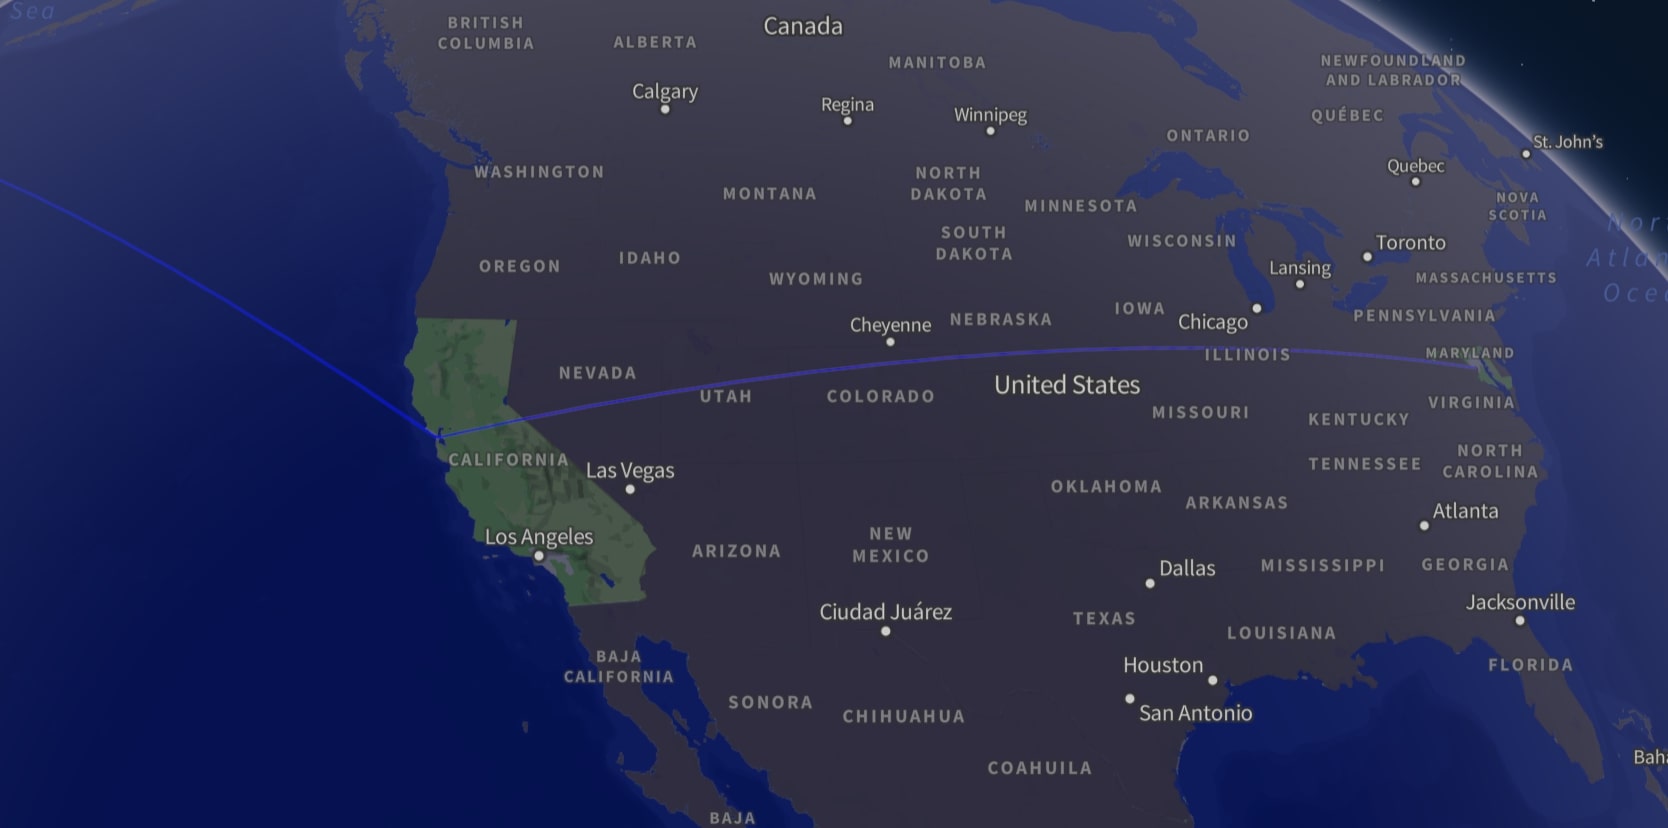 Sea
BRITISH
COLUMBIA
ALBERTA
Canada
MANITOBA
NEWFOUNDLAND
AND LABRADOR
Calgary
Regina
Winnipeg
QUÉBEC
ONTARIO
St. John's
WASHINGTON
MONTANA
NORTH
DAKOTA
MINNESOTA
Quebec
NOVA
SCOTIA
OREGON
IDAHO
WYOMING
SOUTH
DAKOTA
WISCONSIN
Lansing
Toronto
MASSACHUSETTS
Cheyenne
NEBRASKA
IOWA
Chicago
PENNSYLVANIA
NEVADA
UTAH
COLORADO
United States
ILLINOIS
MARYLAND
MISSOURI
KENTUCKY
VIRGINIA
CALIFORNIA
Las Vegas
TENNESSEE
NORTH
CAROLINA
OKLAHOMA
ARKANSAS
Atlanta
Los Angeles
ARIZONA
NEW
MEXICO
Dallas
MISSISSIPPI
GEORGIA
Ciudad Juárez
TEXAS
LOUISIANA
Jacksonville
BAJA
CALIFORNIA
Houston
FLORIDA
SONORA
CHIHUAHUA
San Antonio
COAHUILA
BAJA